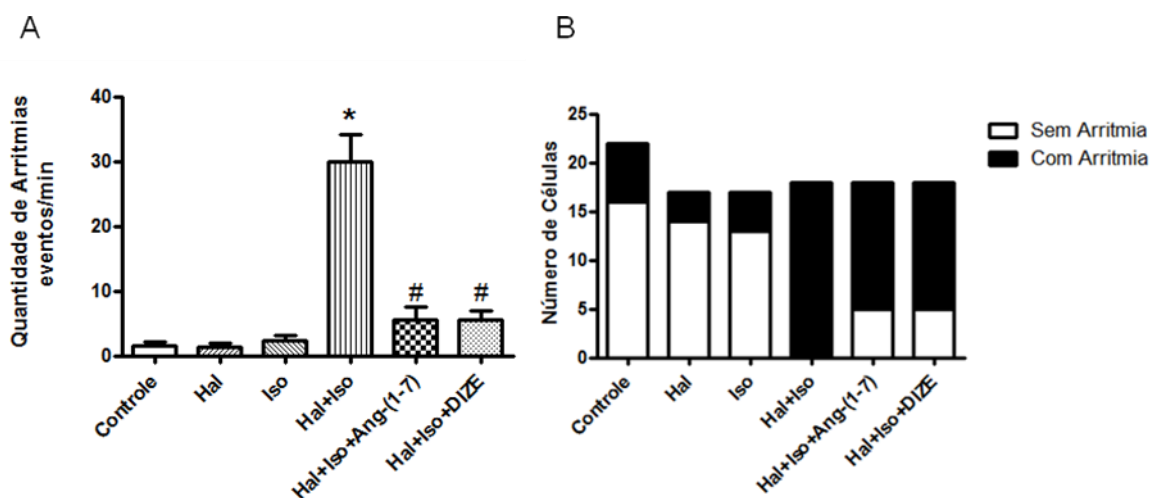 A
Quantidade de Arritmias
eventos/min
40
30
20
10
0
*
#
#
Controle
Hal
Iso
Hal+Iso
Hal+Iso+Ang-(1-7)
Hal+Iso+DIZE
B
Número de Células
25
20
15
10
5
0
Controle
Hal
Iso
Hal+Iso
Hal+Iso+Ang-(1-7)
Hal+Iso+DIZE
Sem Arritmia
Com Arritmia